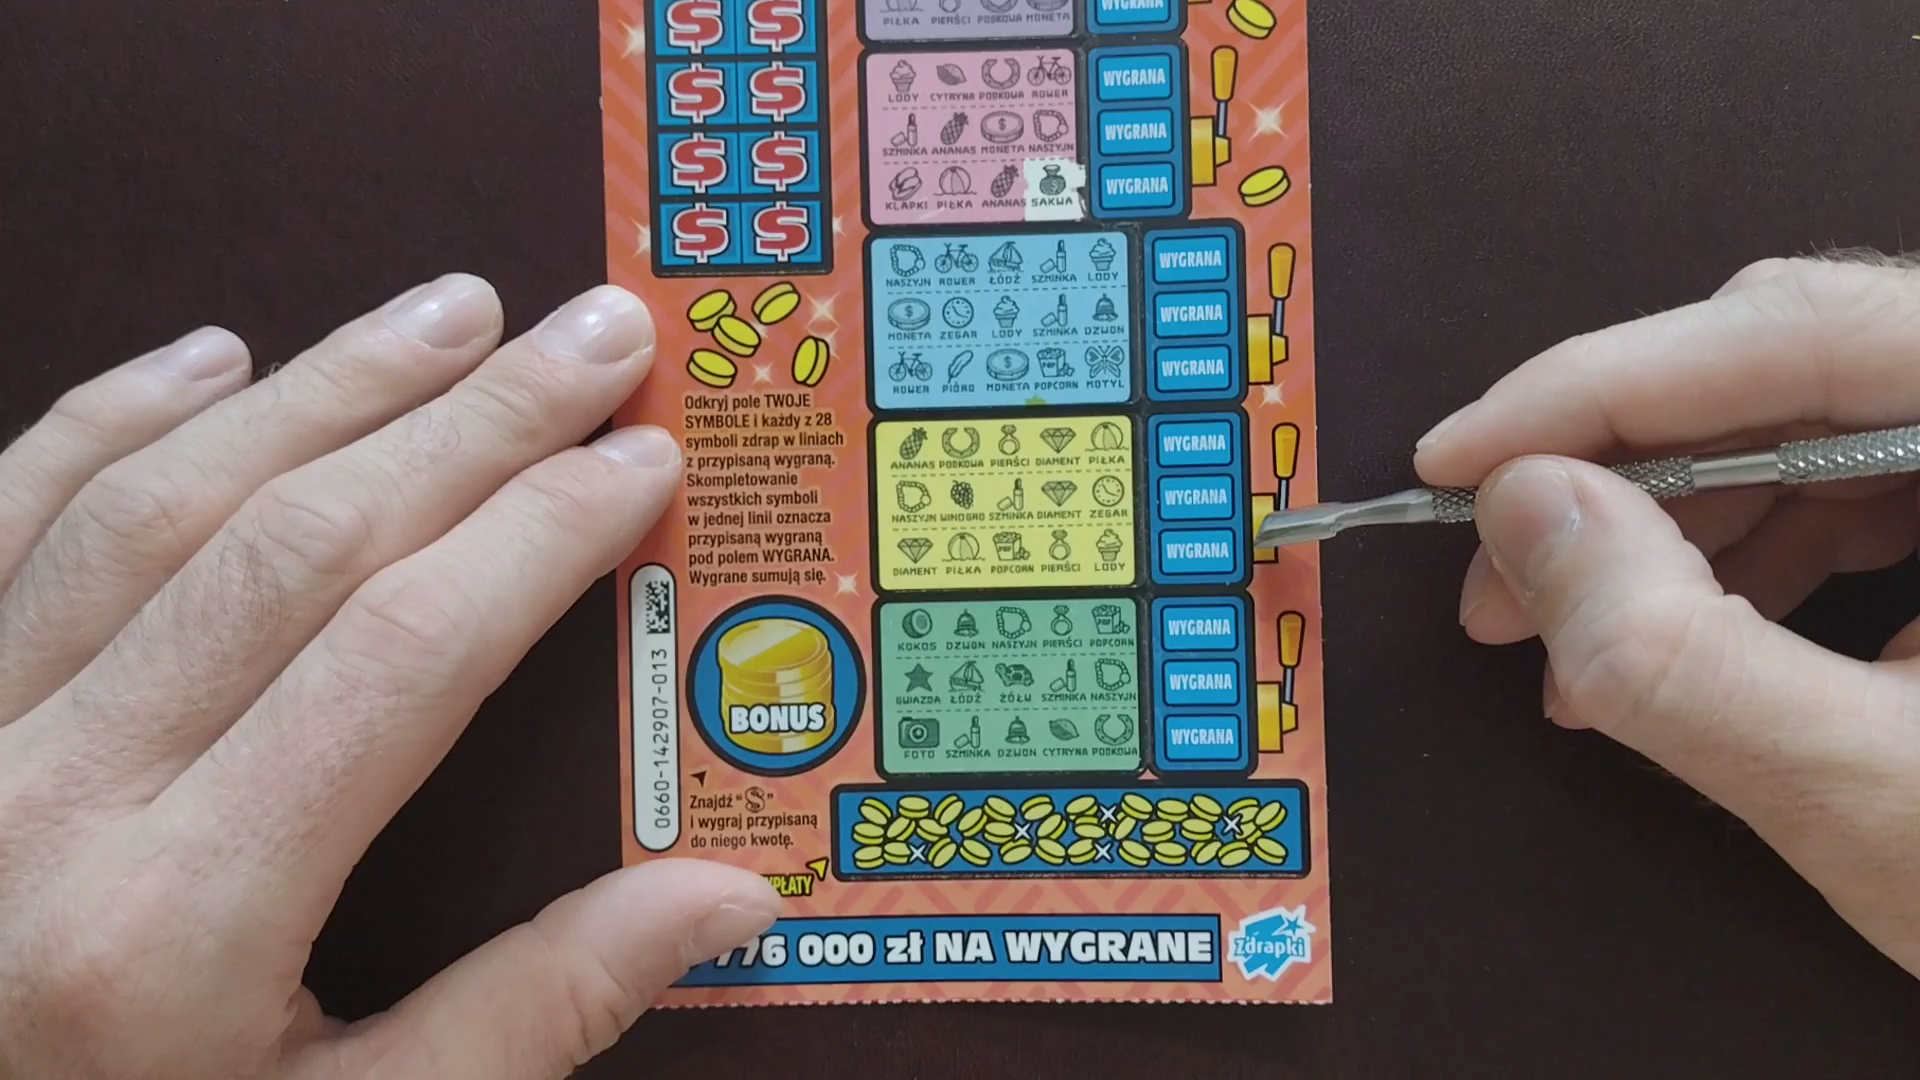 PIŁKA PIERŚCI PODKOWA MONETA
WYGRANA
LODY CYTRYNA PODKOWA ROWER
WYGRANA
SZMINKA ANANAS MONETA NASZYJN
WYGRANA
KLAPKI PIŁKA ANANAS SAKWA
WYGRANA
NASZYJN ROWER ŁÓDŹ SZMINKA LODY
WYGRANA
MONETA ZEGAR LODY SZMINKA DZWON
WYGRANA
ROWER PIÓRO MONETA POPCORN MOTYL
WYGRANA
ANANAS PODKOWA PIERŚCI DIAMENT PIŁKA
WYGRANA
NASZYJN WINOGRO SZMINKA DIAMENT ZEGAR
WYGRANA
DIAMENT PIŁKA POPCORN PIERŚCI LODY
WYGRANA
KOKOS DZWON NASZYJN PIERŚCI POPCORN
WYGRANA
GWIAZDA ŁÓDŹ ŻÓŁW SZMINKA NASZYJN
WYGRANA
FOTO SZMINKA DZWON CYTRYNA PODKOWA
WYGRANA
$ $
$ $
$ $
$ $
Odkryj pole TWOJE
SYMBOLE i każdy z 28
symboli zdrap w liniach
z przypisaną wygraną.
Skompletowanie
wszystkich symboli
w jednej linii oznacza
przypisaną wygraną
pod polem WYGRANA.
Wygrane sumują się.
0660-142907-013
BONUS
Znajdź "$"
i wygraj przypisaną
do niego kwotę.
776 000 zł NA WYGRANE
Zdrapki